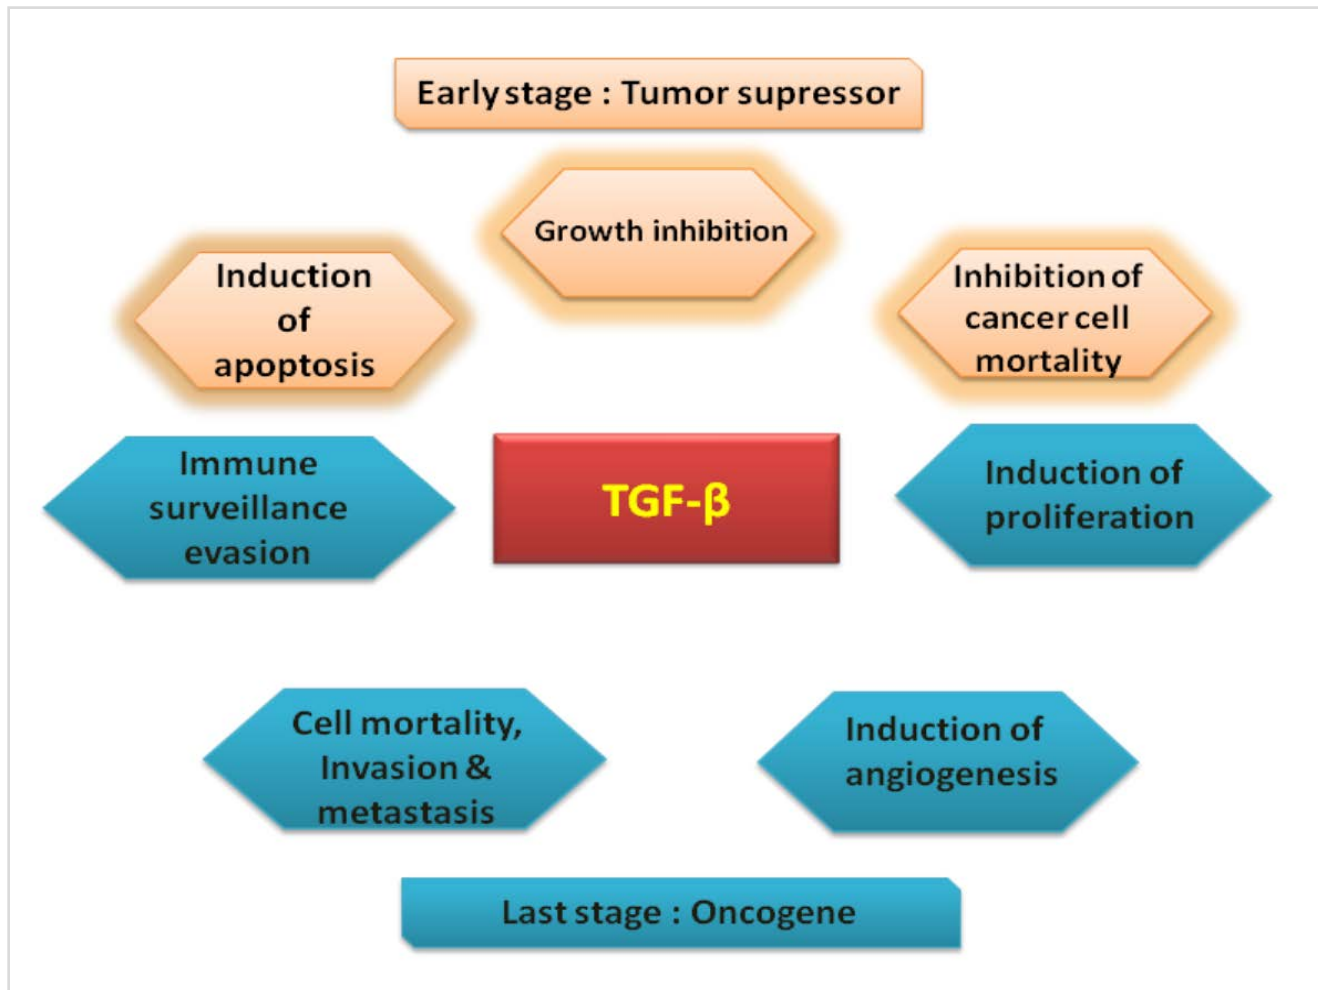 Early stage : Tumor supressor
Growth inhibition
Induction
of
apoptosis
Inhibition of
cancer cell
mortality
Immune
surveillance
evasion
TGF-β
Induction of
proliferation
Cell mortality,
Invasion &
metastasis
Induction of
angiogenesis
Last stage : Oncogene